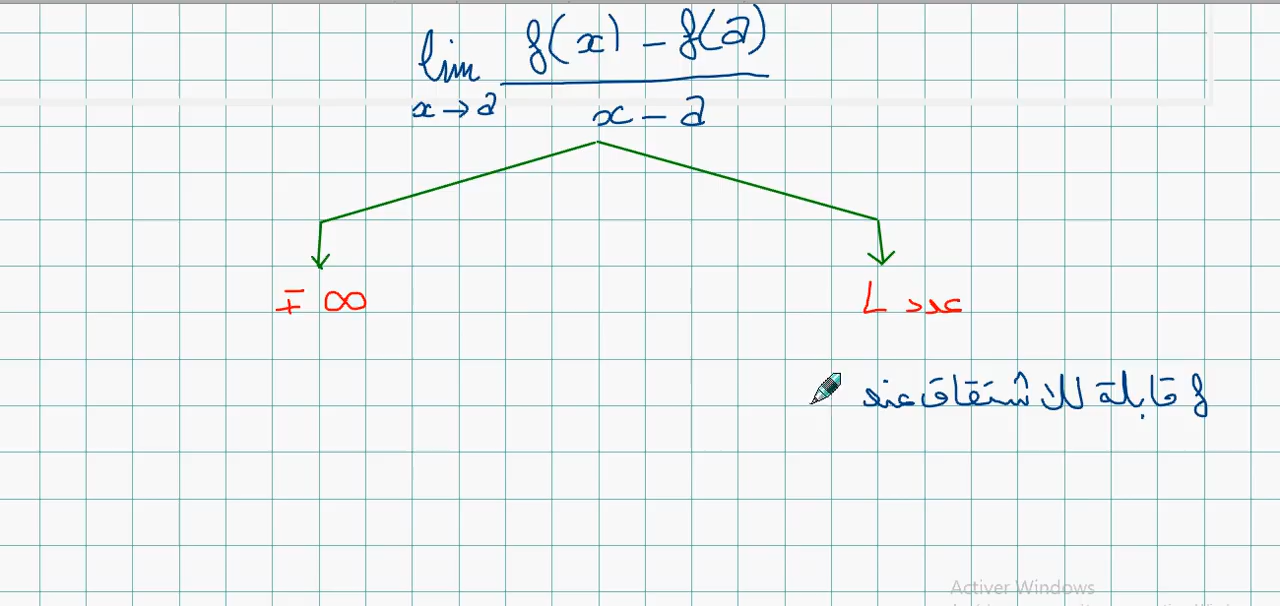 lim f(x) - f(a)
x → a x - a
∓ ∞
عدد L
f قابلة للاشتقاق عند
Activer Windows